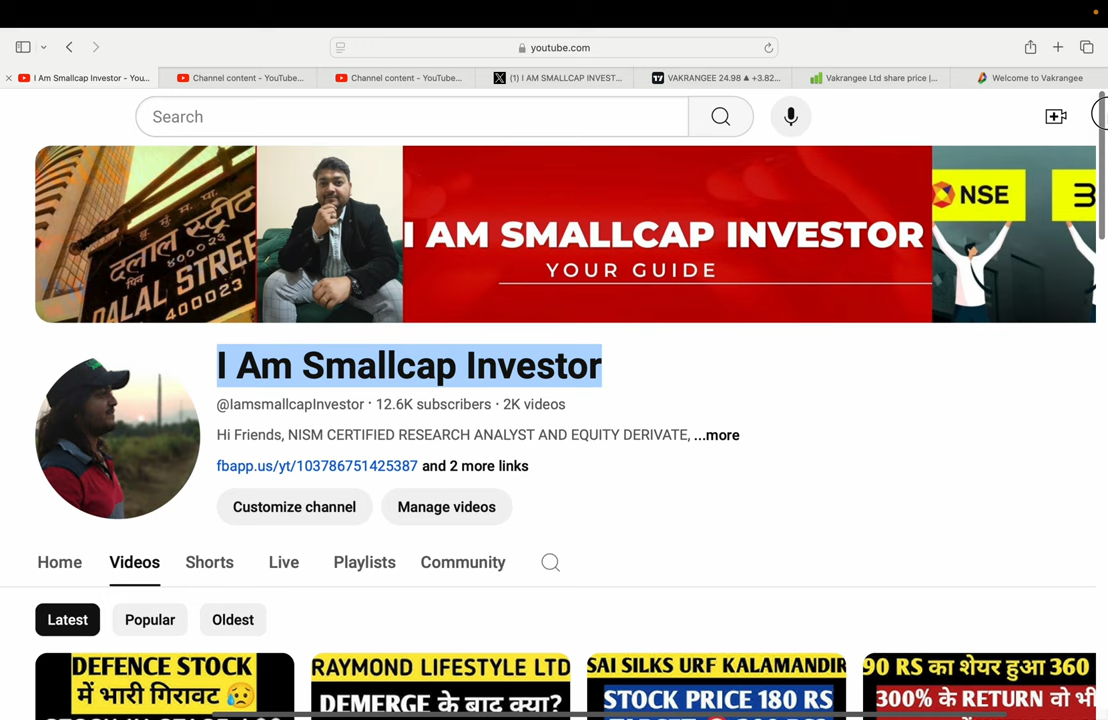 youtube.com
I Am Smallcap Investor - You...
Channel content - YouTube...
Channel content - YouTube...
(1) I AM SMALLCAP INVEST...
VAKRANGEE 24.98 ▲ +3.82...
Vakrangee Ltd share price |...
Welcome to Vakrangee
Search
दलाल स्ट्रीट
पिन ४०००२३
DALAL STREE
400023
I AM SMALLCAP INVESTOR
YOUR GUIDE
NSE
I Am Smallcap Investor
@IamsmallcapInvestor · 12.6K subscribers · 2K videos
Hi Friends, NISM CERTIFIED RESEARCH ANALYST AND EQUITY DERIVATE, ...more
fbapp.us/yt/103786751425387 and 2 more links
Customize channel
Manage videos
Home
Videos
Shorts
Live
Playlists
Community
Latest
Popular
Oldest
DEFENCE STOCK
में भारी गिरावट 😥
RAYMOND LIFESTYLE LTD
DEMERGE के बाद क्या?
SAI SILKS URF KALAMANDIR
STOCK PRICE 180 RS
90 RS का शेयर हुआ 360
300% के RETURN वो भी